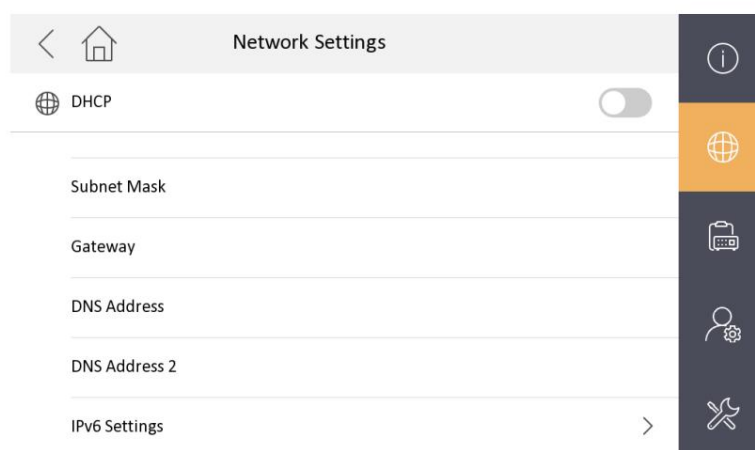 Network Settings
DHCP
Subnet Mask
Gateway
DNS Address
DNS Address 2
IPv6 Settings